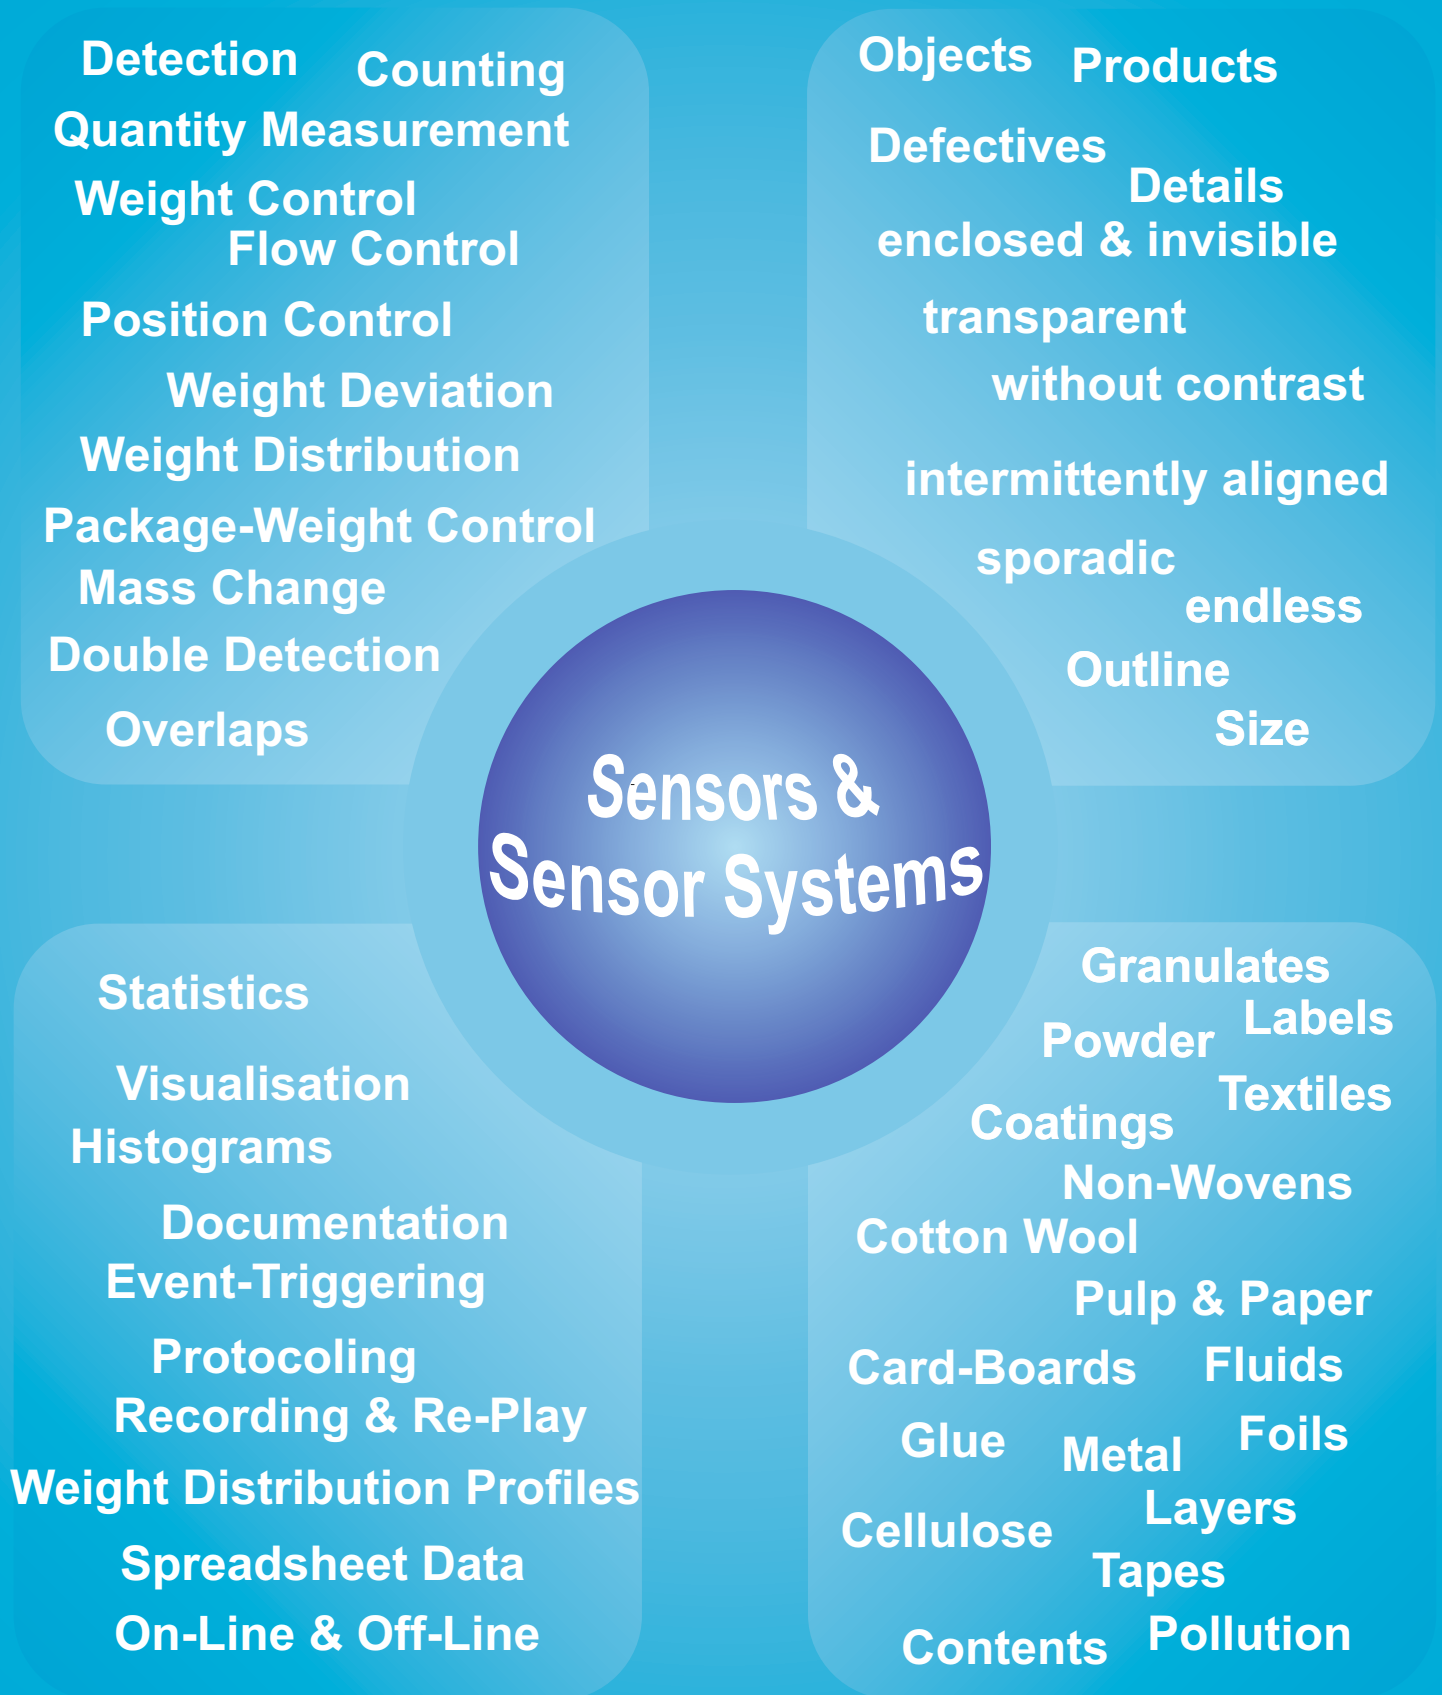 Detection Counting
Quantity Measurement
Weight Control
Flow Control
Position Control
Weight Deviation
Weight Distribution
Package-Weight Control
Mass Change
Double Detection
Overlaps
Objects Products
Defectives
Details
enclosed & invisible
transparent
without contrast
intermittently aligned
sporadic
endless
Outline
Size
Sensors &
Sensor Systems
Statistics
Visualisation
Histograms
Documentation
Event-Triggering
Protocoling
Recording & Re-Play
Weight Distribution Profiles
Spreadsheet Data
On-Line & Off-Line
Granulates
Labels
Powder
Textiles
Coatings
Non-Wovens
Cotton Wool
Pulp & Paper
Card-Boards Fluids
Glue Metal Foils
Layers
Cellulose
Tapes
Contents Pollution